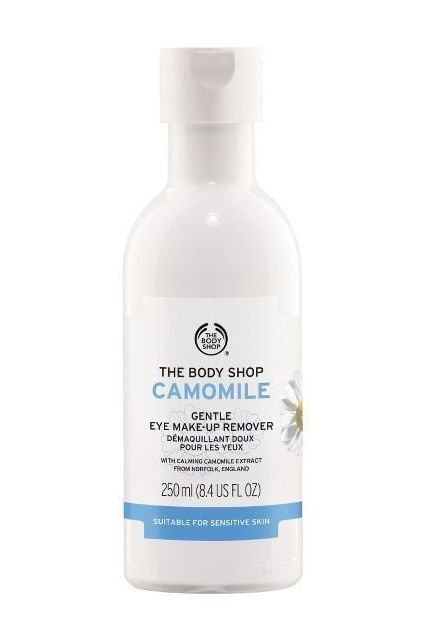 THE
BODY
SHOP
®
THE BODY SHOP
CAMOMILE
GENTLE
EYE MAKE-UP REMOVER
DÉMAQUILLANT DOUX
POUR LES YEUX
WITH CALMING CAMOMILE EXTRACT
FROM NORFOLK, ENGLAND
250 ml (8.4 US FL OZ)
SUITABLE FOR SENSITIVE SKIN